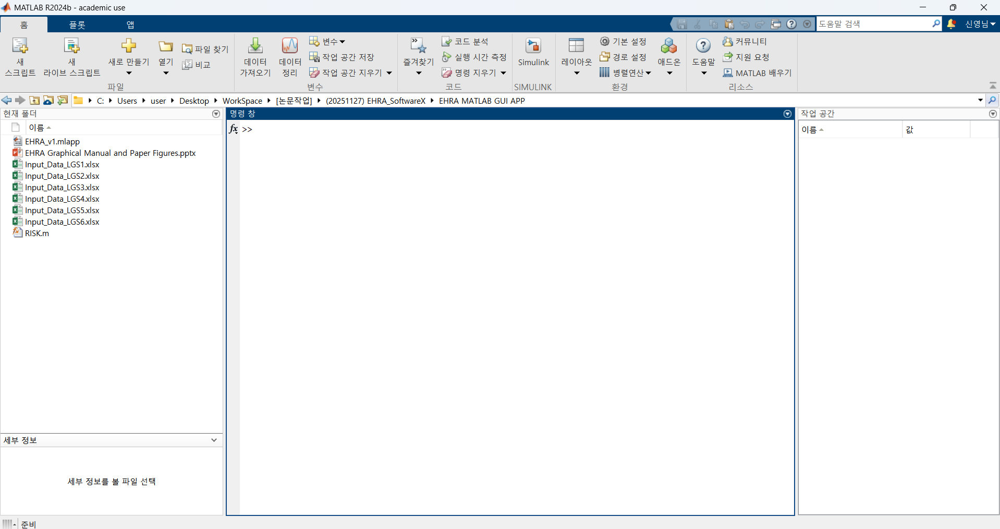 MATLAB R2024b - academic use
홈 플롯 앱 도움말 검색 신영님
새 스크립트
새 라이브 스크립트
새로 만들기
열기
파일 찾기
비교
파일
데이터 가져오기
데이터 정리
변수
작업 공간 저장
작업 공간 지우기
변수
즐겨찾기
코드 분석
실행 시간 측정
명령 지우기
코드
Simulink
SIMULINK
레이아웃
기본 설정
경로 설정
병렬연산
애드온
환경
도움말
커뮤니티
지원 요청
MATLAB 배우기
리소스
C: Users user Desktop WorkSpace [논문작업] (20251127) EHRA_SoftwareX EHRA MATLAB GUI APP
현재 폴더
이름
EHRA_v1.mlapp
EHRA Graphical Manual and Paper Figures.pptx
Input_Data_LGS1.xlsx
Input_Data_LGS2.xlsx
Input_Data_LGS3.xlsx
Input_Data_LGS4.xlsx
Input_Data_LGS5.xlsx
Input_Data_LGS6.xlsx
RISK.m
세부 정보
세부 정보를 볼 파일 선택
명령 창
fx >>
작업 공간
이름 값
준비